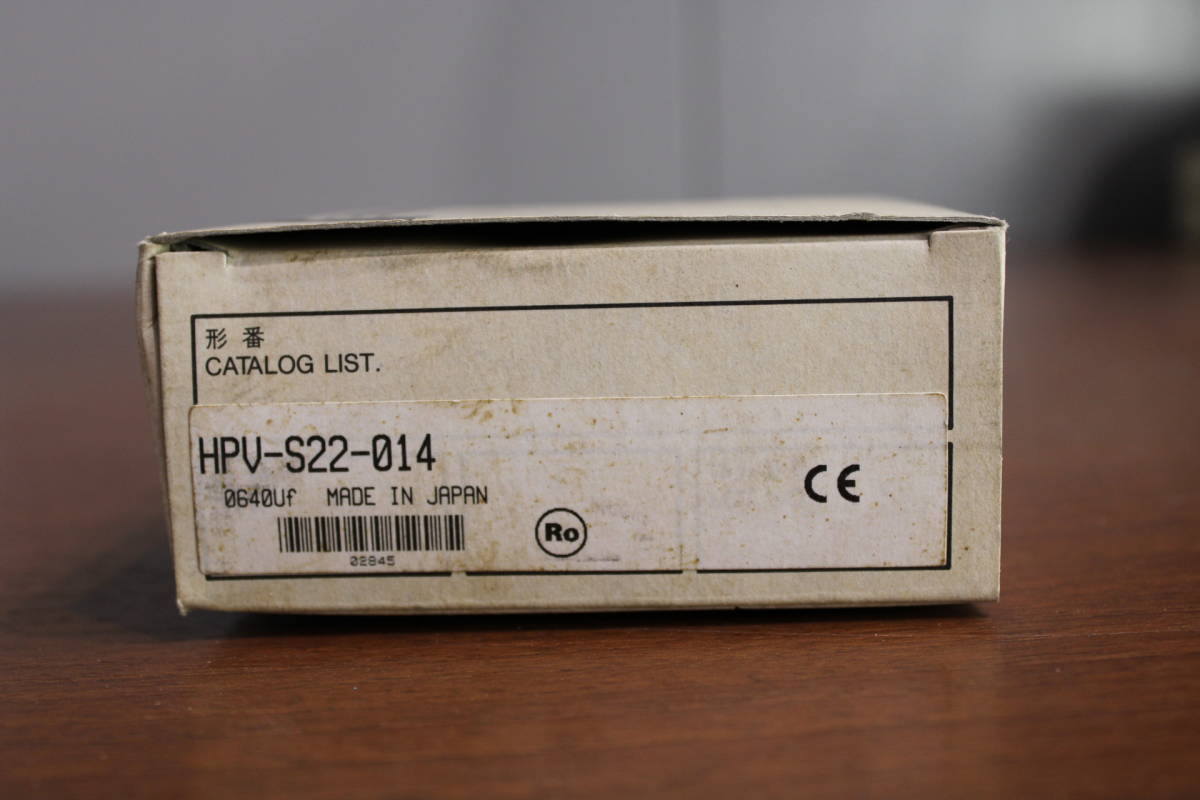 形 番
CATALOG LIST.
HPV-S22-014
0640Uf MADE IN JAPAN
02845
Ro
CE